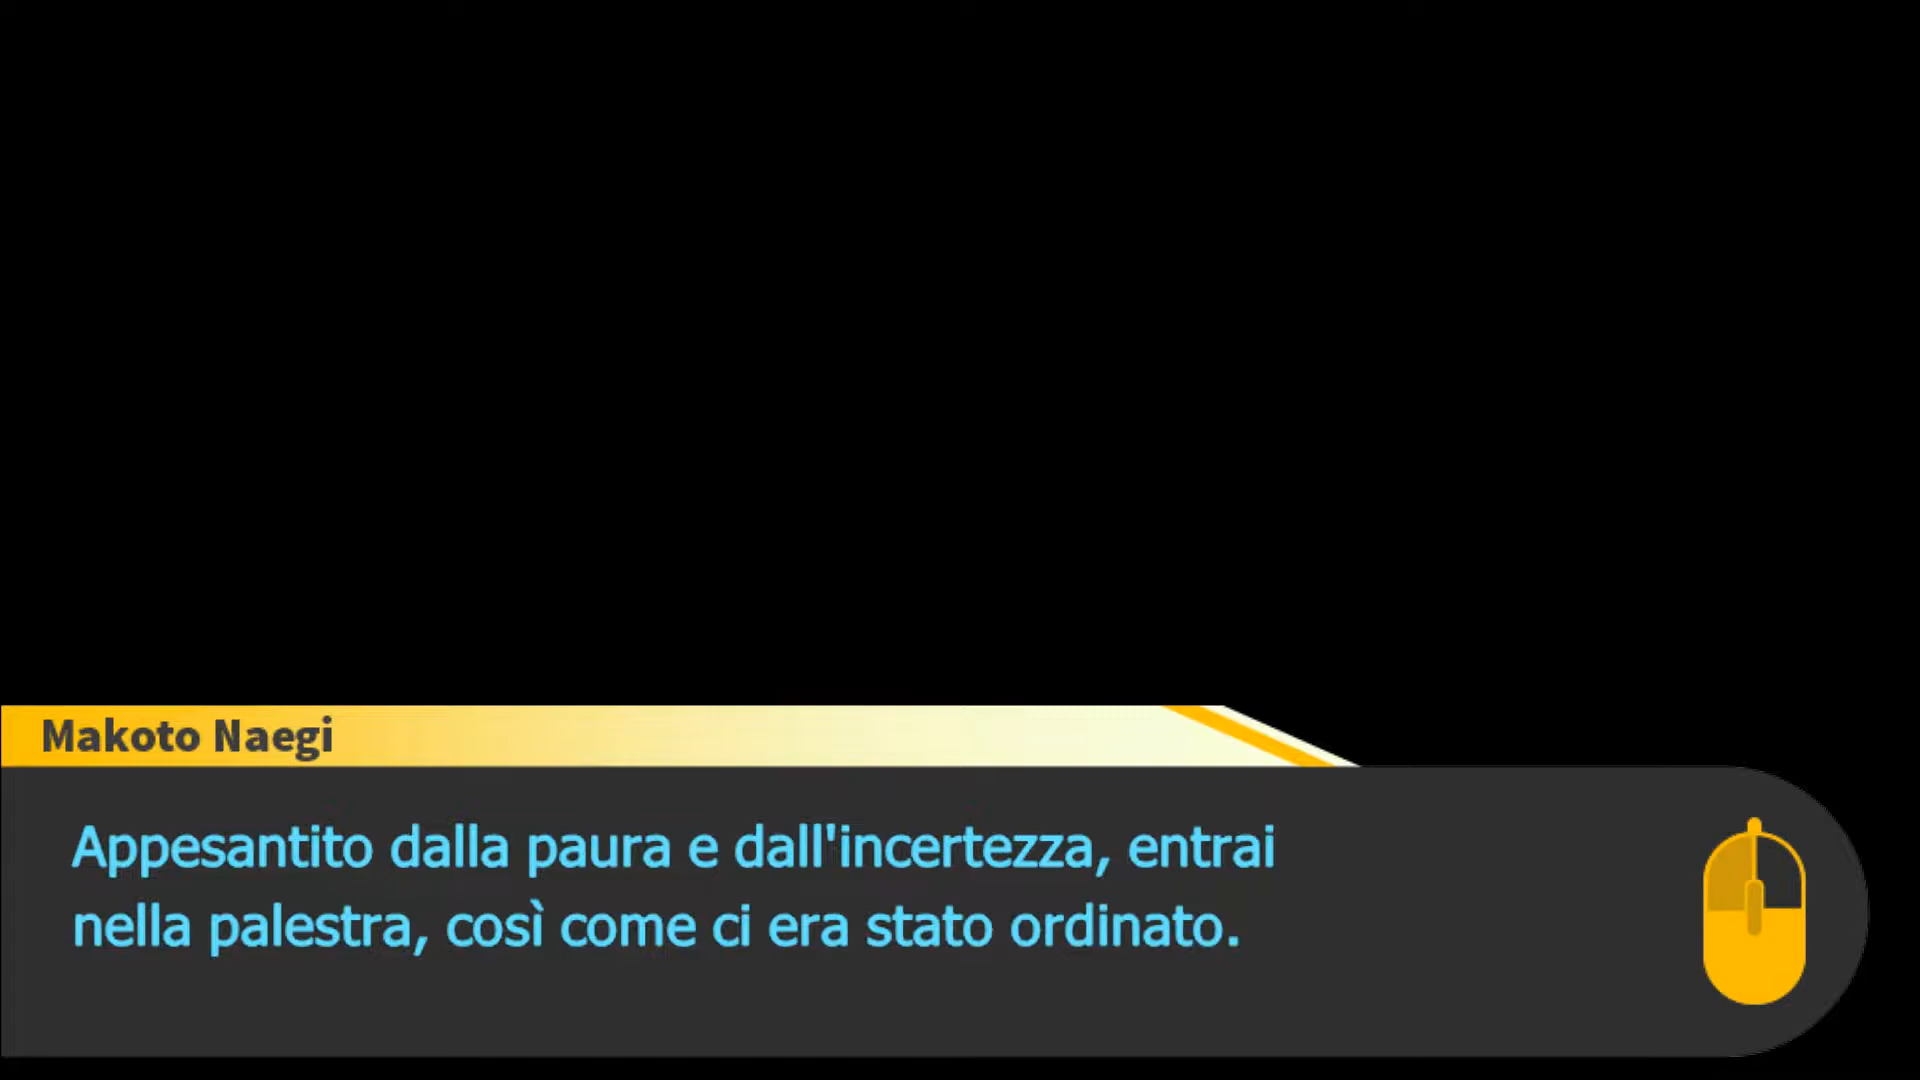 Makoto Naegi
Appesantito dalla paura e dall'incertezza, entrai
nella palestra, così come ci era stato ordinato.